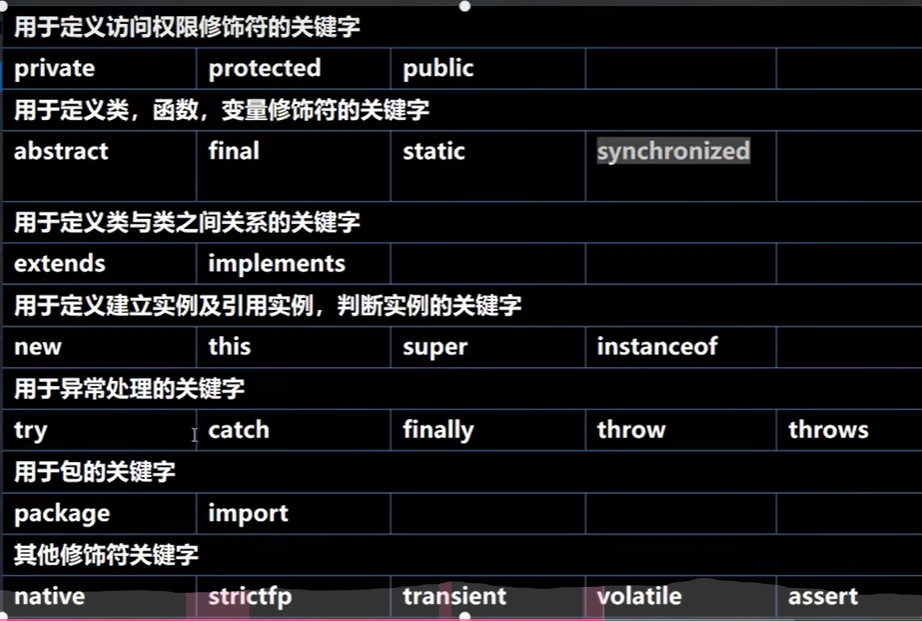 用于定义访问权限修饰符的关键字
private protected public
用于定义类，函数，变量修饰符的关键字
abstract final static synchronized
用于定义类与类之间关系的关键字
extends implements
用于定义建立实例及引用实例，判断实例的关键字
new this super instanceof
用于异常处理的关键字
try catch finally throw throws
用于包的关键字
package import
其他修饰符关键字
native strictfp transient volatile assert